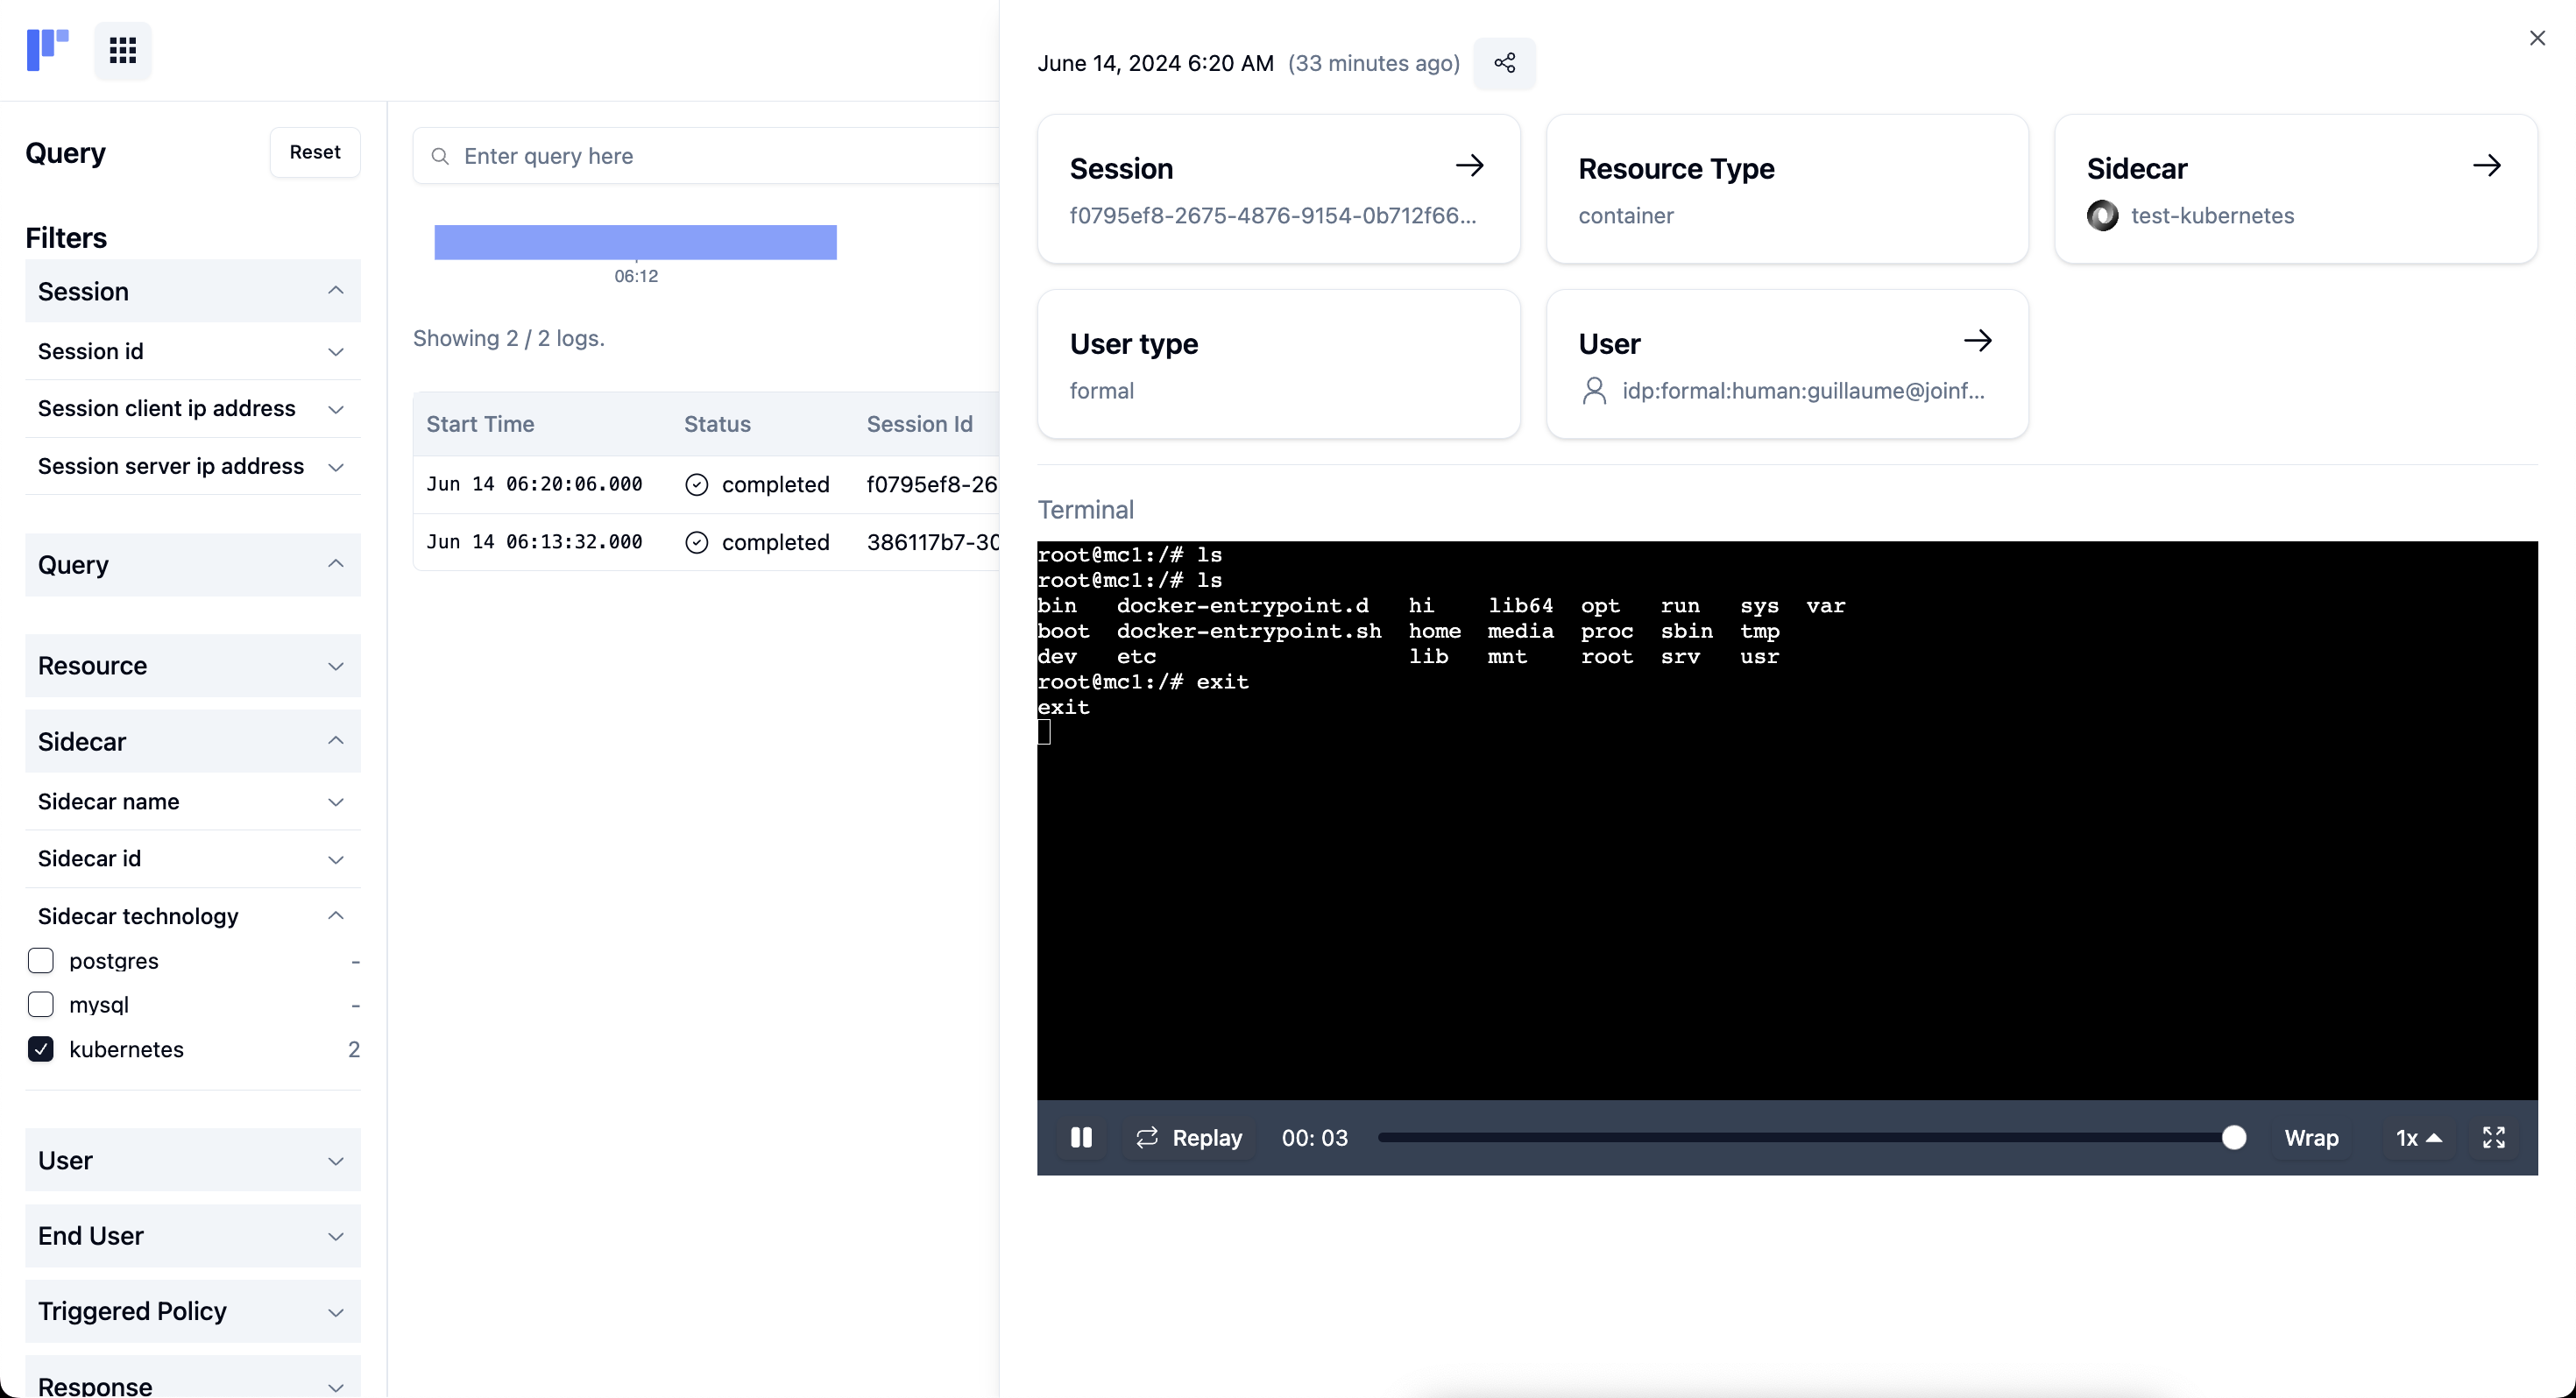 Query
Reset
Filters
Session
Session id
Session client ip address
Session server ip address
Query
Resource
Sidecar
Sidecar name
Sidecar id
Sidecar technology
postgres -
mysql -
kubernetes 2
User
End User
Triggered Policy
Response
Enter query here
06:12
Showing 2 / 2 logs.
Start Time Status Session Id
Jun 14 06:20:06.000 completed f0795ef8-26
Jun 14 06:13:32.000 completed 386117b7-30
June 14, 2024 6:20 AM (33 minutes ago)
Session
f0795ef8-2675-4876-9154-0b712f66...
Resource Type
container
Sidecar
test-kubernetes
User type
formal
User
idp:formal:human:guillaume@joinf...
Terminal
root@mc1:/# ls
root@mc1:/# ls
bin docker-entrypoint.d hi lib64 opt run sys var
boot docker-entrypoint.sh home media proc sbin tmp
dev etc lib mnt root srv usr
root@mc1:/# exit
exit
Replay 00: 03 Wrap 1x